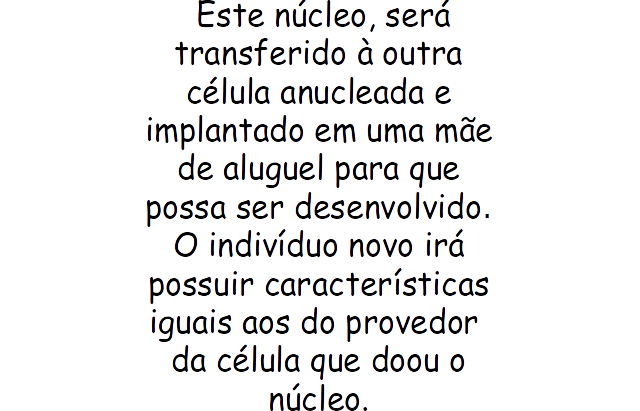 Este núcleo, será
transferido à outra
célula anucleada e
implantado em uma mãe
de aluguel para que
possa ser desenvolvido.
O indivíduo novo irá
possuir características
iguais aos do provedor
da célula que doou o
núcleo.